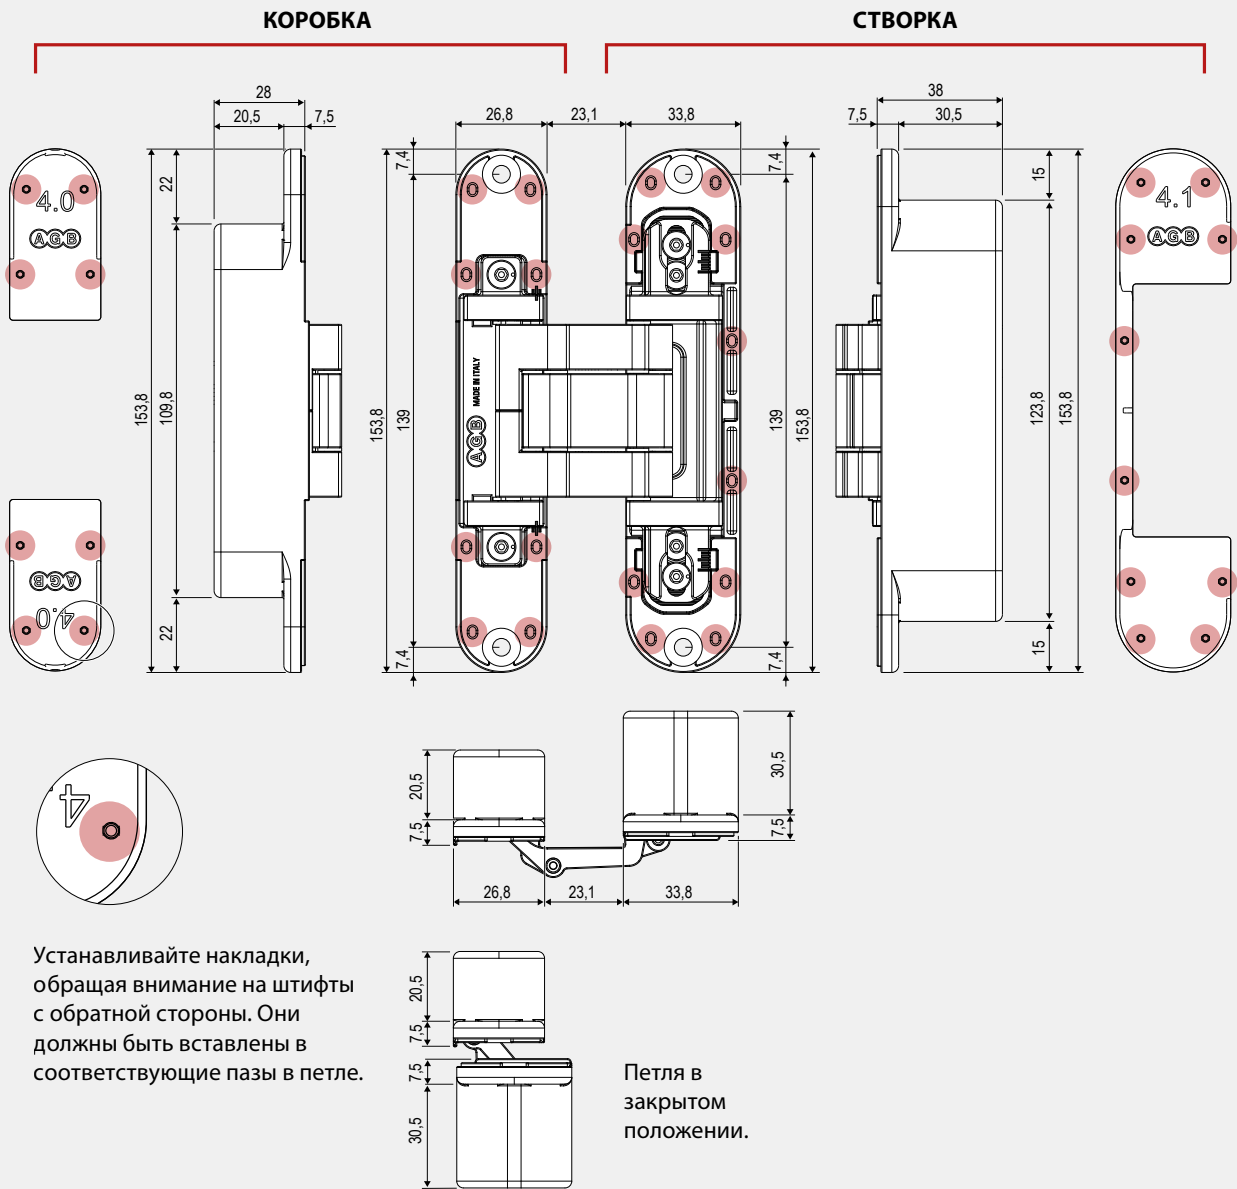 КОРОБКА
СТВОРКА
28
20,5
7,5
22
109,8
153,8
22
4.0
AGB
AGB
4.0
26,8
23,1
33,8
7,4
139
153,8
7,4
MADE IN ITALY
AGB
7,4
139
153,8
7,4
38
7,5
30,5
15
123,8
153,8
15
4.1
AGB
4
20,5
7,5
30,5
7,5
26,8
23,1
33,8
Устанавливайте накладки,
обращая внимание на штифты
с обратной стороны. Они
должны быть вставлены в
соответствующие пазы в петле.
20,5
7,5
7,5
30,5
Петля в
закрытом
положении.